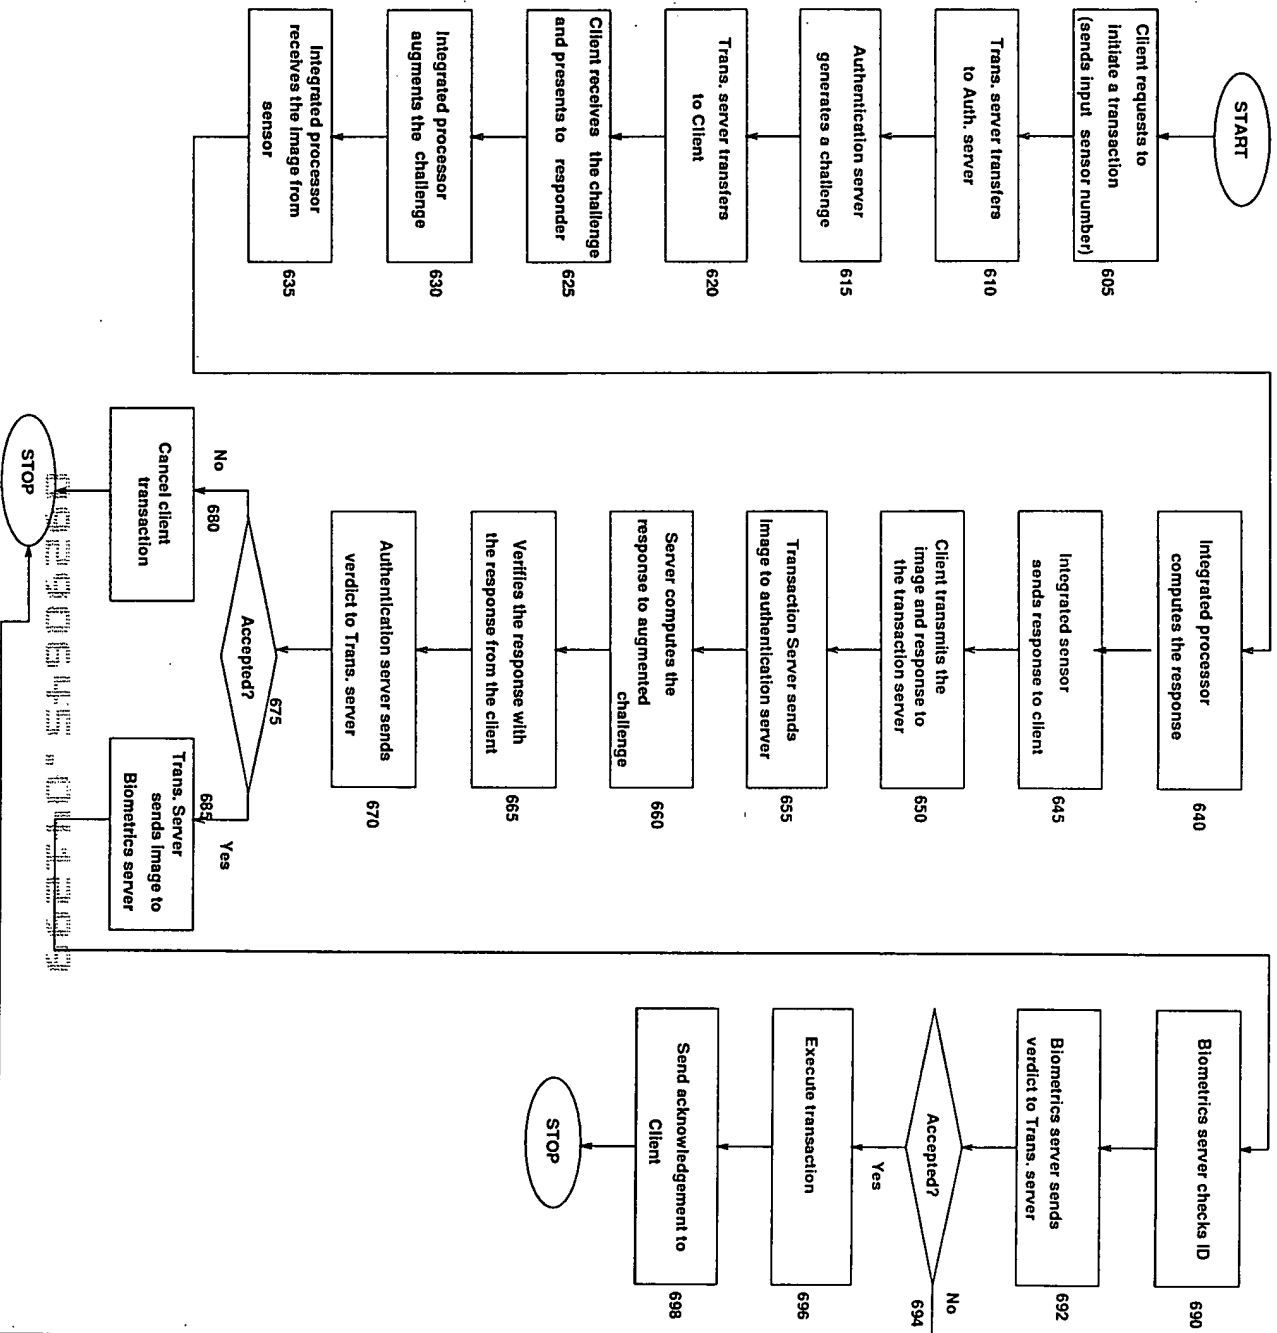 START
Client requests to
initiate a transaction
(sends input sensor number)
605
Trans. server transfers
to Auth. server
610
Authentication server
generates a challenge
615
Trans. server transfers
to Client
620
Client receives the challenge
and presents to responder
625
Integrated processor
augments the challenge
630
Integrated processor
receives the image from
sensor
635
Integrated processor
computes the response
640
Integrated sensor
sends response to client
645
Client transmits the
image and response to
the transaction server
650
Transaction Server sends
Image to authentication server
655
Server computes the
response to augmented
challenge
660
Verifies the response with
the response from the client
665
Authentication server sends
verdict to Trans. server
670
Accepted?
675
No
680
Cancel client
transaction
STOP
Yes
685
Trans. Server
sends image to
Biometrics server
Biometrics server checks ID
690
Biometrics server sends
verdict to Trans. server
692
Accepted?
No
694
Yes
Execute transaction
696
Send acknowledgement to
Client
698
STOP